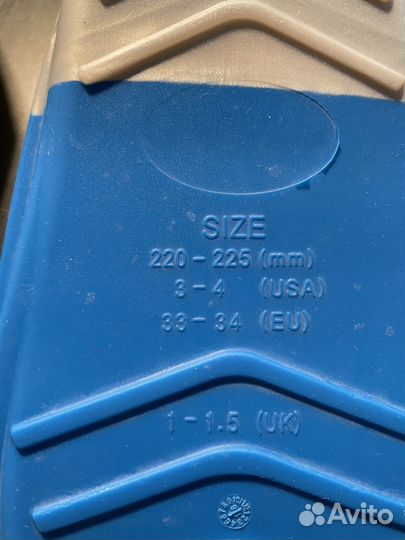 SIZE
220 - 225 (mm)
3 - 4 (USA)
33 - 34 (EU)
1 - 1.5 (UK)
Avito